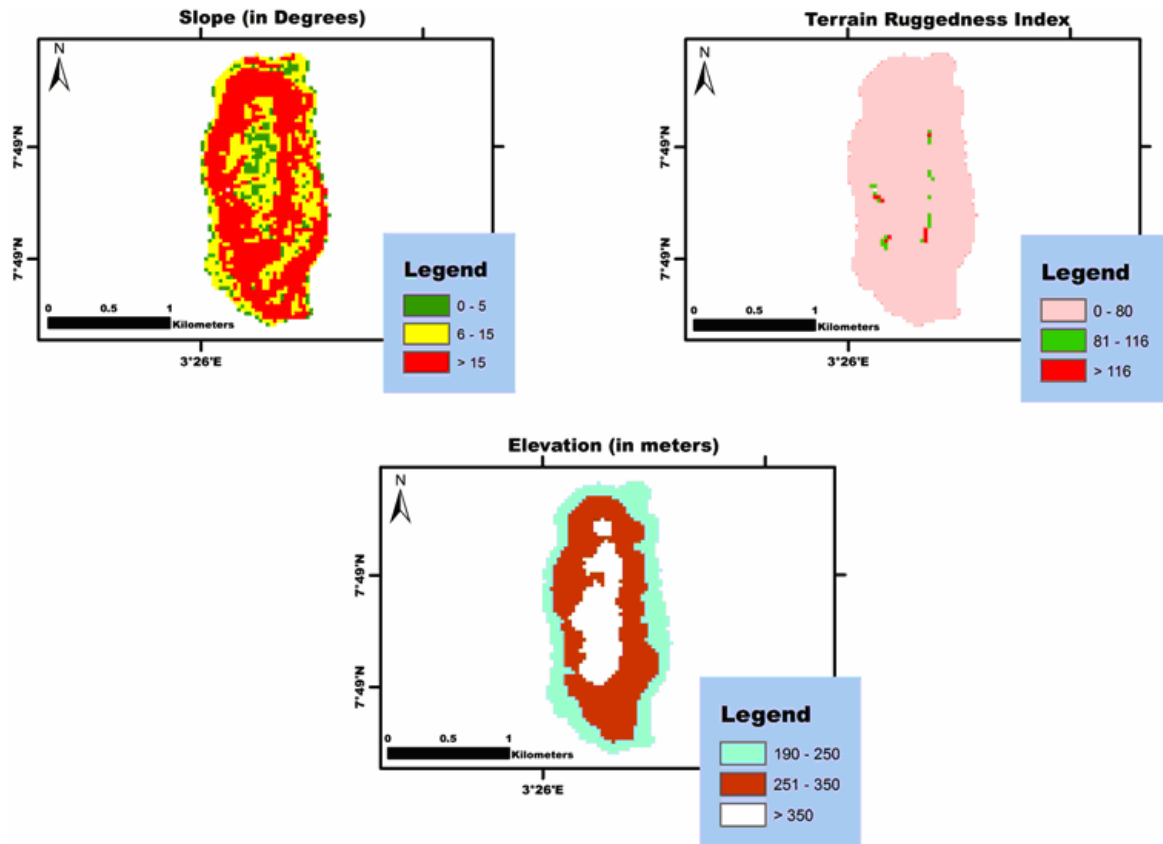 Slope (in Degrees)
N
7°49'N
7°49'N
0 0.5 1
Kilometers
3°26'E
Legend
0 - 5
6 - 15
> 15
Terrain Ruggedness Index
N
7°49'N
7°49'N
0 0.5 1
Kilometers
3°26'E
Legend
0 - 80
81 - 116
> 116
Elevation (in meters)
N
7°49'N
7°49'N
0 0.5 1
Kilometers
3°26'E
Legend
190 - 250
251 - 350
> 350